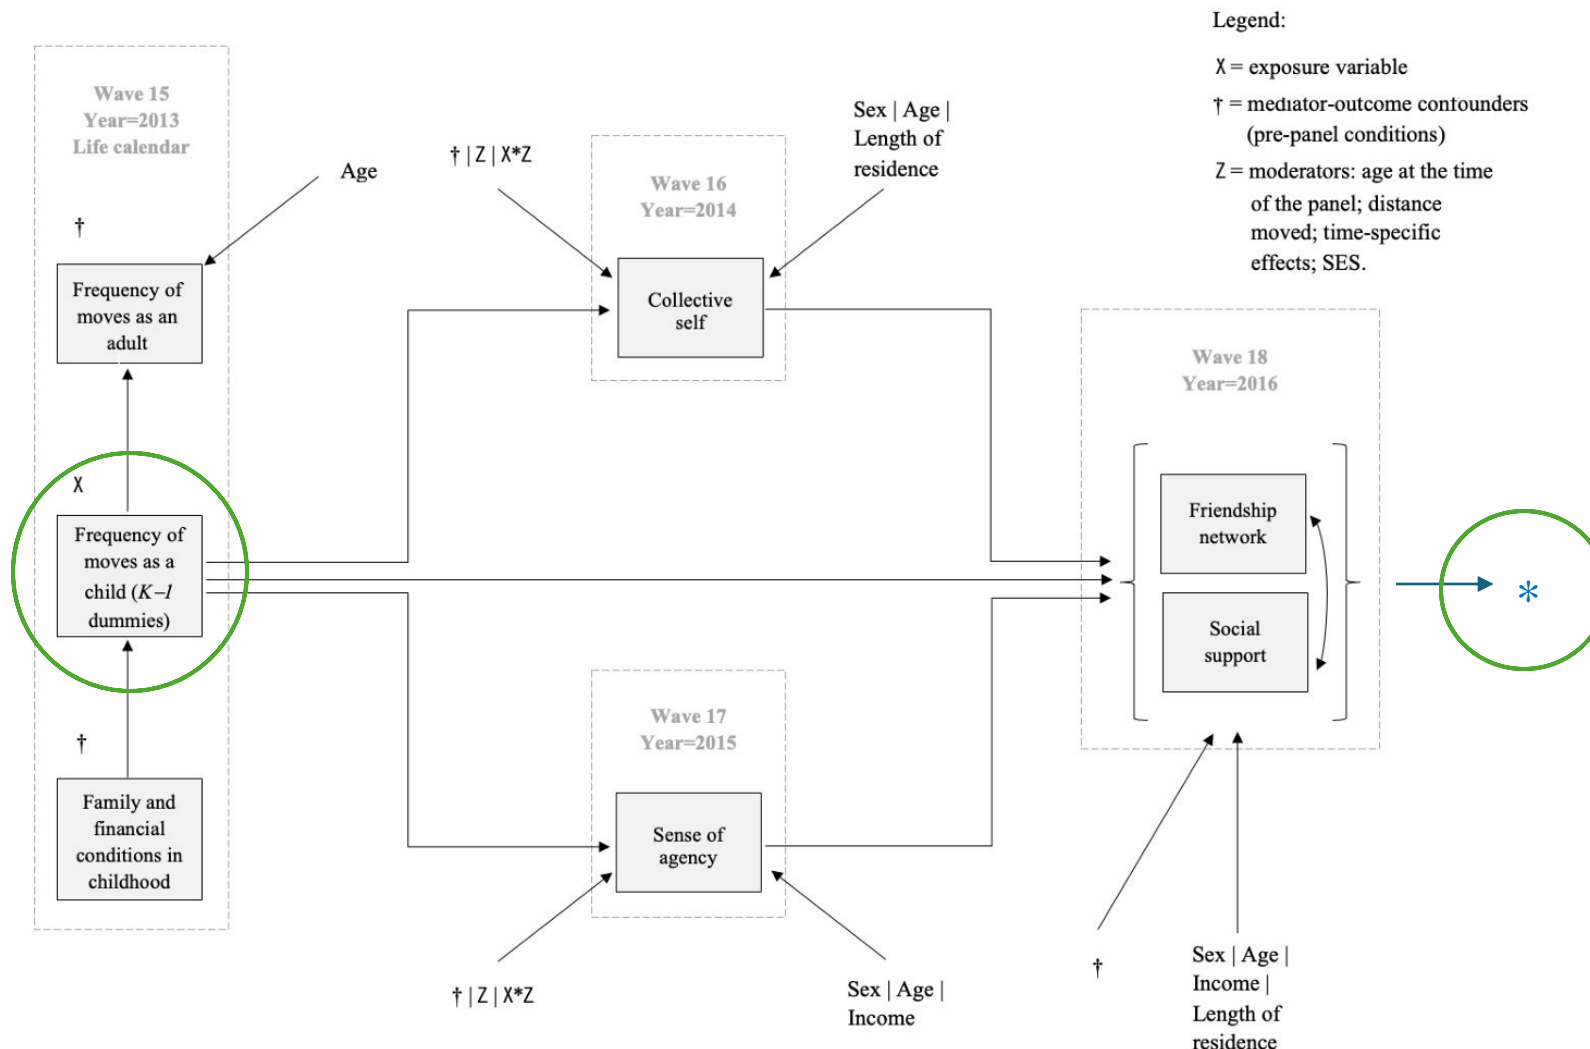 Legend:
X = exposure variable
† = mediator-outcome confounders
(pre-panel conditions)
Z = moderators: age at the time
of the panel; distance
moved; time-specific
effects; SES.
Wave 15
Year=2013
Life calendar
†
Age
Frequency of
moves as an
adult
X
Frequency of
moves as a
child (K–1
dummies)
†
Family and
financial
conditions in
childhood
† | Z | X*Z
Sex | Age |
Length of
residence
Wave 16
Year=2014
Collective
self
Wave 17
Year=2015
Sense of
agency
† | Z | X*Z
Sex | Age |
Income
Wave 18
Year=2016
Friendship
network
Social
support
*
†
Sex | Age |
Income |
Length of
residence